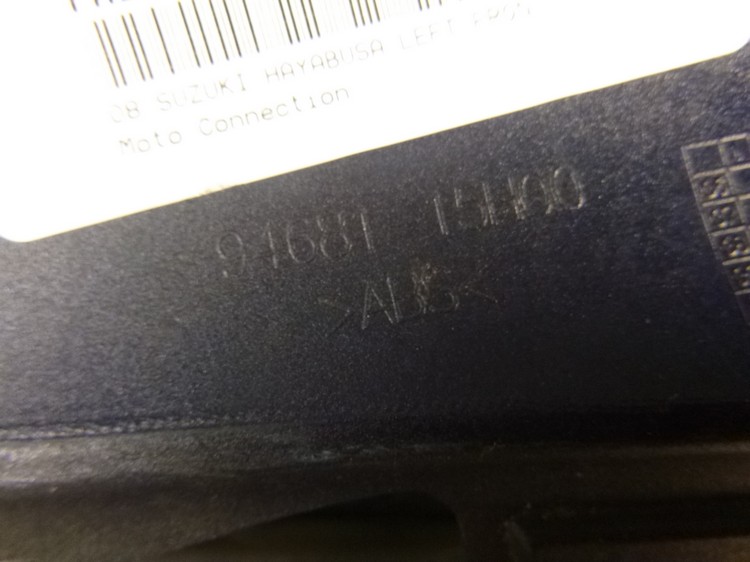 08 SUZUKI HAYABUSA LEFT
Moto Connection
94681 15H00
>ABS<